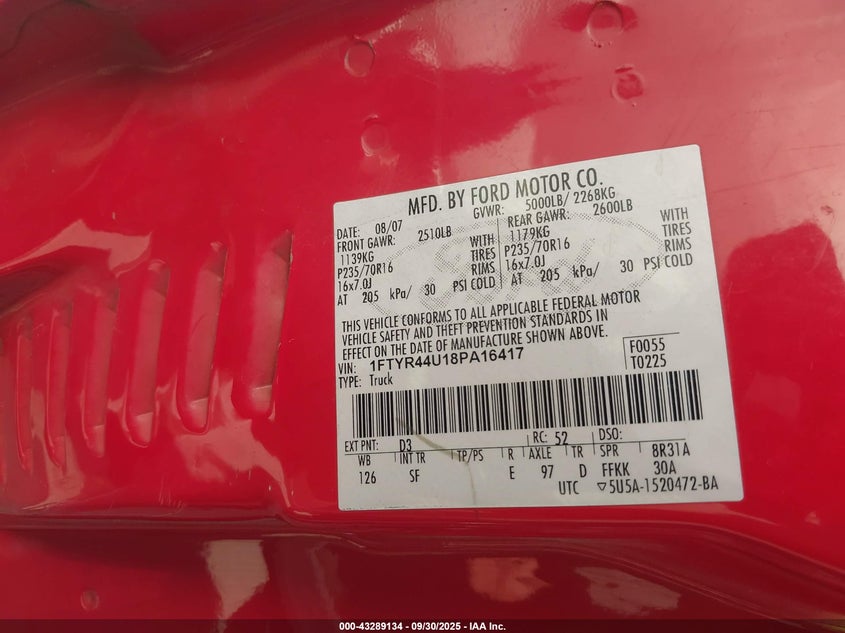 MFD. BY FORD MOTOR CO.
DATE: 08/07 GVWR: 5000LB/ 2268KG
FRONT GAWR: 2510LB REAR GAWR: 2600LB
1139KG WITH 1179KG WITH
P235/70R16 TIRES P235/70R16 TIRES
16x7.0J RIMS 16x7.0J RIMS
AT 205 kPa/ 30 PSI COLD AT 205 kPa/ 30 PSI COLD
THIS VEHICLE CONFORMS TO ALL APPLICABLE FEDERAL MOTOR
VEHICLE SAFETY AND THEFT PREVENTION STANDARDS IN
EFFECT ON THE DATE OF MANUFACTURE SHOWN ABOVE.
VIN: 1FTYR44U18PA16417 F0055
TYPE: Truck T0225
EXT PNT: D3 RC: 52 DSO:
WB INT TR TP/PS R AXLE TR SPR 8R31A
126 SF E 97 D FFKK 30A
UTC ▽5U5A-1520472-BA
000-43289134 - 09/30/2025 - IAA Inc.